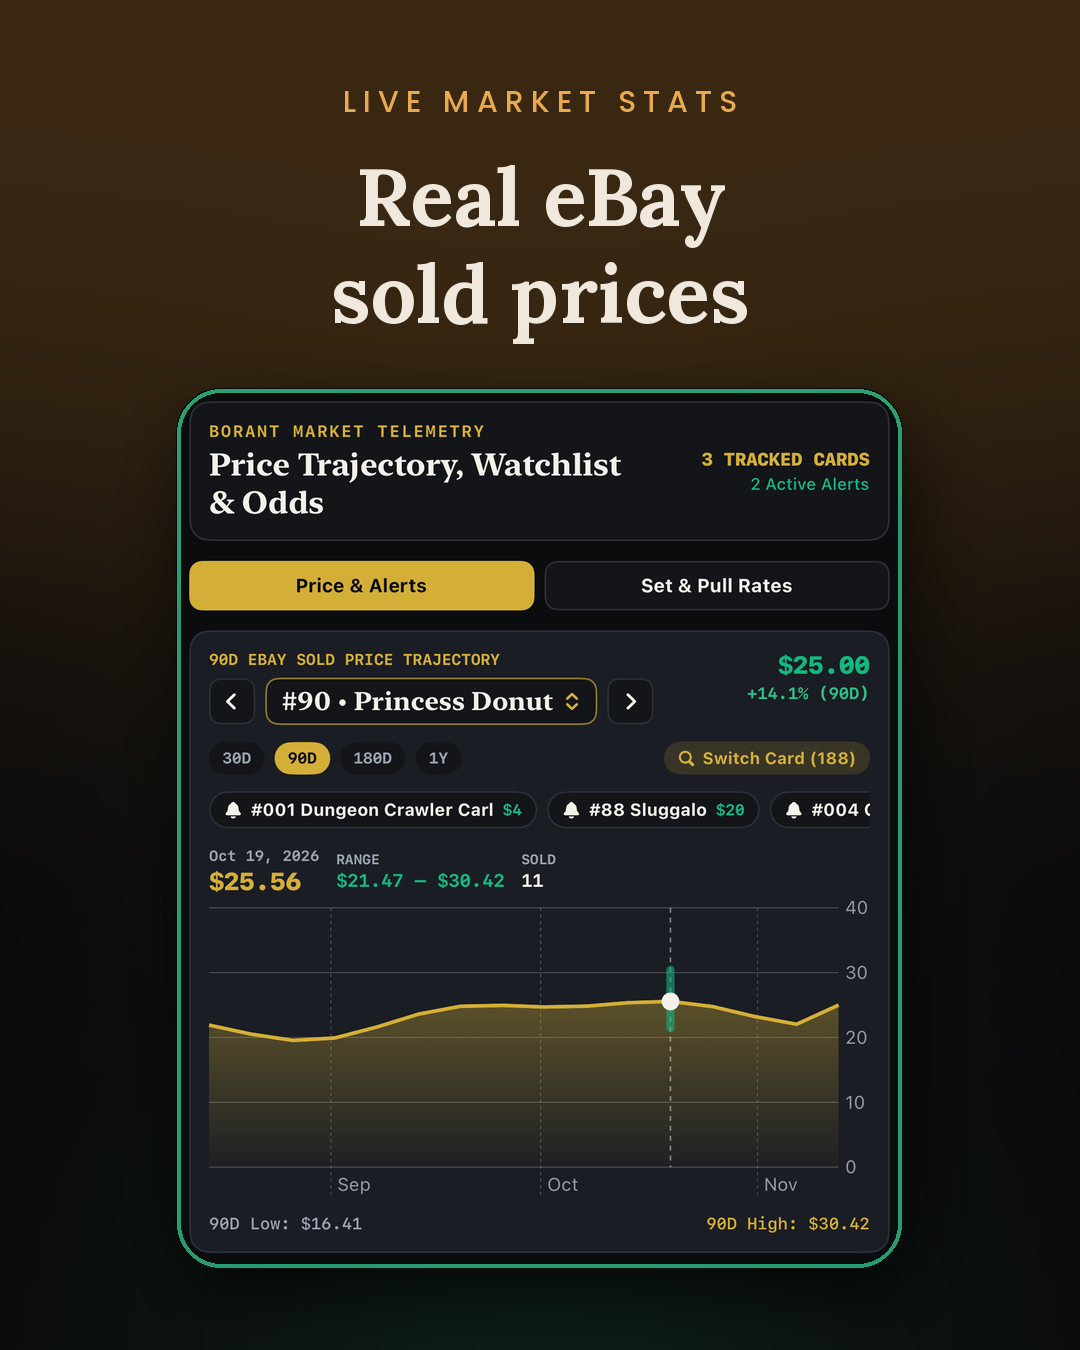 LIVE MARKET STATS
Real eBay
sold prices
BORANT MARKET TELEMETRY
Price Trajectory, Watchlist
& Odds
3 TRACKED CARDS
2 Active Alerts
Price & Alerts
Set & Pull Rates
90D EBAY SOLD PRICE TRAJECTORY
$25.00
+14.1% (90D)
#90 • Princess Donut
30D
90D
180D
1Y
Switch Card (188)
#001 Dungeon Crawler Carl $4
#88 Sluggalo $20
#004
Oct 19, 2026
$25.56
RANGE
$21.47 — $30.42
SOLD
11
40
30
20
10
0
Sep
Oct
Nov
90D Low: $16.41
90D High: $30.42